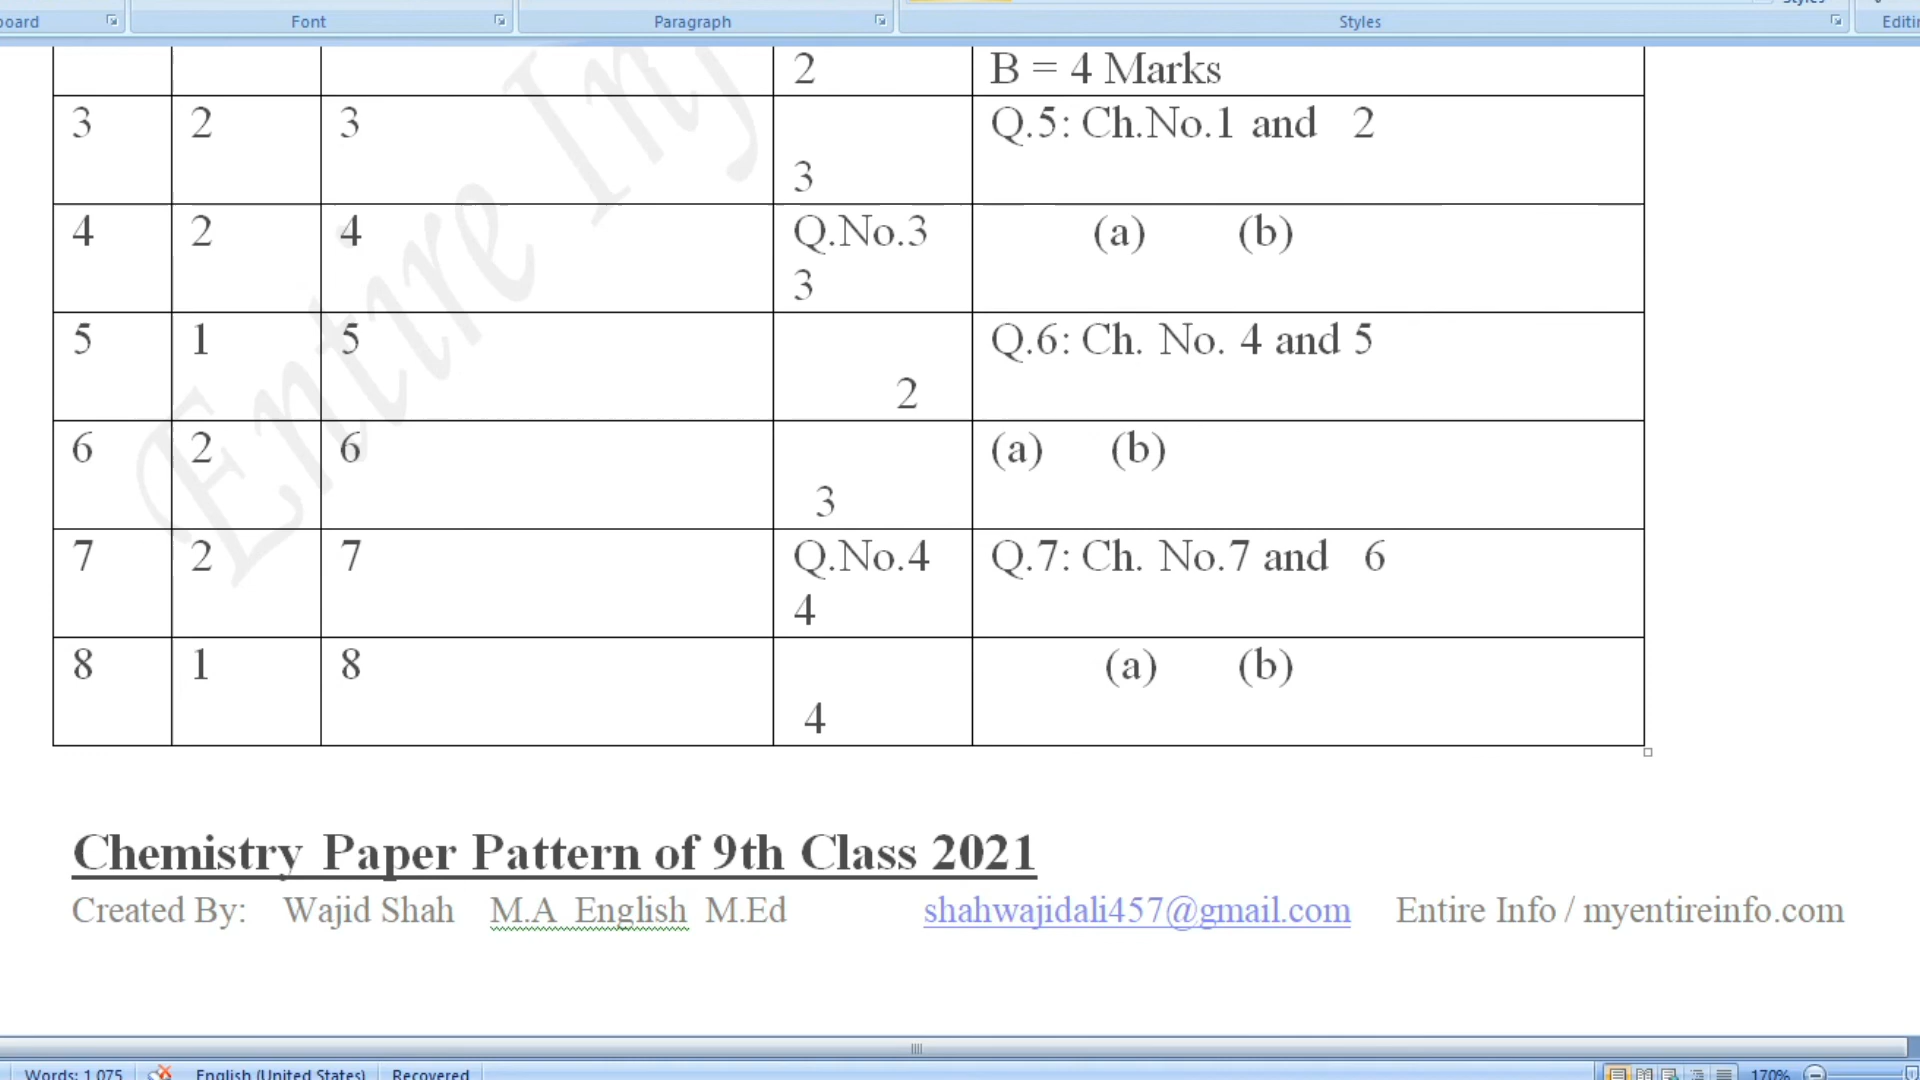 board Font Paragraph Styles Editin
2 B = 4 Marks
3 2 3 Q.5: Ch.No.1 and 2
3
4 2 4 Q.No.3 (a) (b)
3
5 1 5 Q.6: Ch. No. 4 and 5
2
6 2 6 (a) (b)
3
7 2 7 Q.No.4 Q.7: Ch. No.7 and 6
4
8 1 8 (a) (b)
4
Entire Inf
Chemistry Paper Pattern of 9th Class 2021
Created By: Wajid Shah M.A English M.Ed shahwajidali457@gmail.com Entire Info / myentireinfo.com
Words: 1,075 English (United States) Recovered 170%